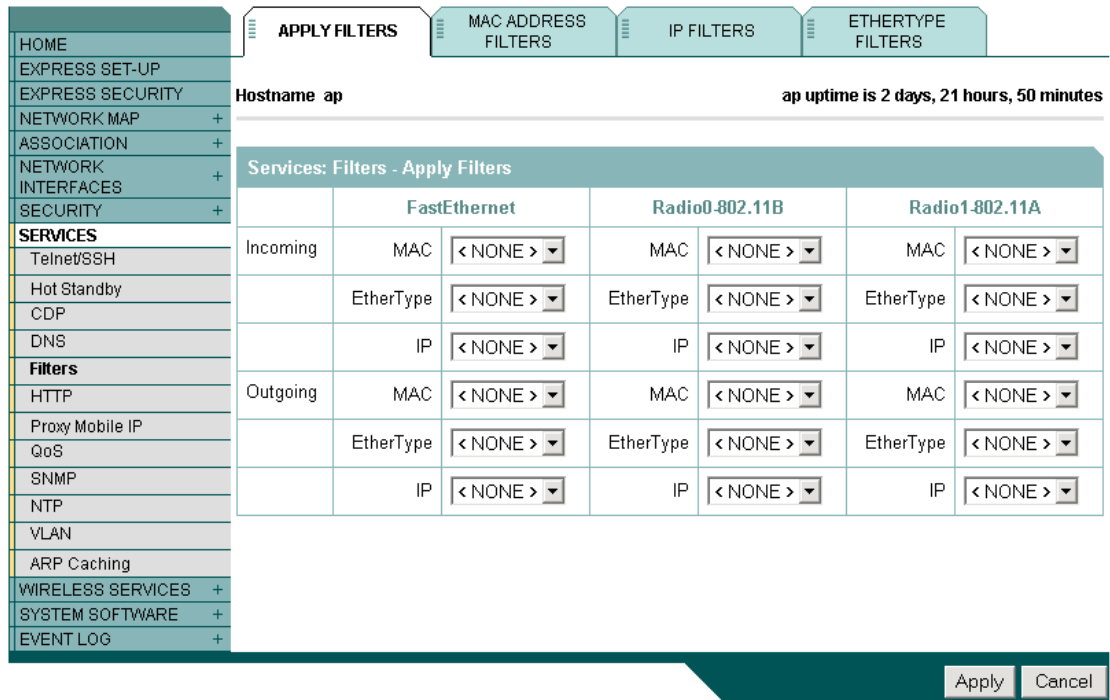 APPLY FILTERS
MAC ADDRESS
FILTERS
IP FILTERS
ETHERTYPE
FILTERS
HOME
EXPRESS SET-UP
EXPRESS SECURITY
NETWORK MAP +
ASSOCIATION +
NETWORK
INTERFACES +
SECURITY +
SERVICES
Telnet/SSH
Hot Standby
CDP
DNS
Filters
HTTP
Proxy Mobile IP
QoS
SNMP
NTP
VLAN
ARP Caching
WIRELESS SERVICES +
SYSTEM SOFTWARE +
EVENT LOG +
Hostname ap
ap uptime is 2 days, 21 hours, 50 minutes
Services: Filters - Apply Filters
FastEthernet Radio0-802.11B Radio1-802.11A
Incoming MAC < NONE > MAC < NONE > MAC < NONE >
EtherType < NONE > EtherType < NONE > EtherType < NONE >
IP < NONE > IP < NONE > IP < NONE >
Outgoing MAC < NONE > MAC < NONE > MAC < NONE >
EtherType < NONE > EtherType < NONE > EtherType < NONE >
IP < NONE > IP < NONE > IP < NONE >
Apply Cancel